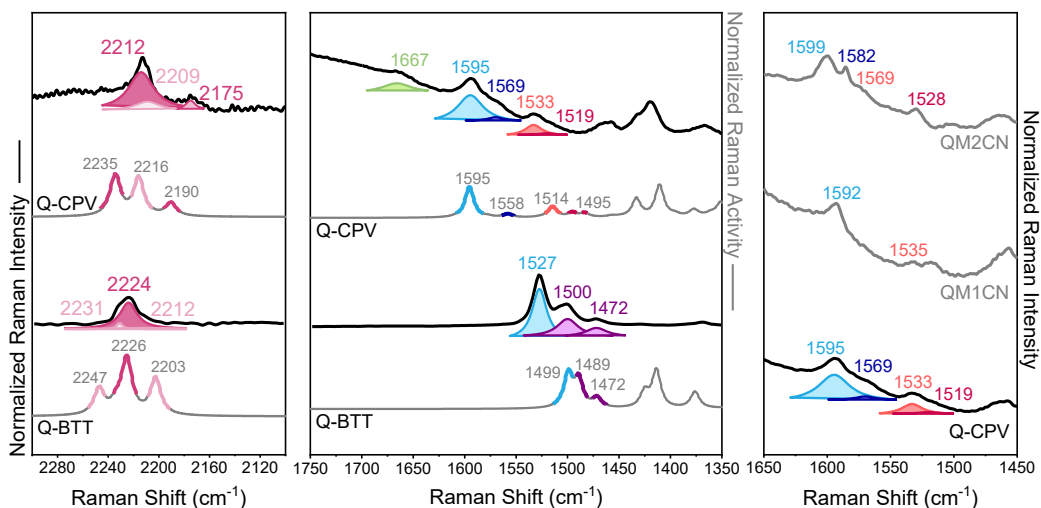 Normalized Raman Intensity
2212
2209
2175
2235
2216
2190
Q-CPV
2224
2231
2212
2226
2247
2203
Q-BTT
2280 2240 2200 2160 2120
Raman Shift (cm-1)
1667
1595
1569
1533
1519
1595
1558
1514
1495
Q-CPV
1527
1500
1472
1499
1489
1472
Q-BTT
1750 1700 1650 1600 1550 1500 1450 1400 1350
Raman Shift (cm-1)
Normalized Raman Activity
1599
1582
1569
1528
QM2CN
1592
1535
QM1CN
1595
1569
1533
1519
Q-CPV
1650 1600 1550 1500 1450
Raman Shift (cm-1)
Normalized Raman Intensity